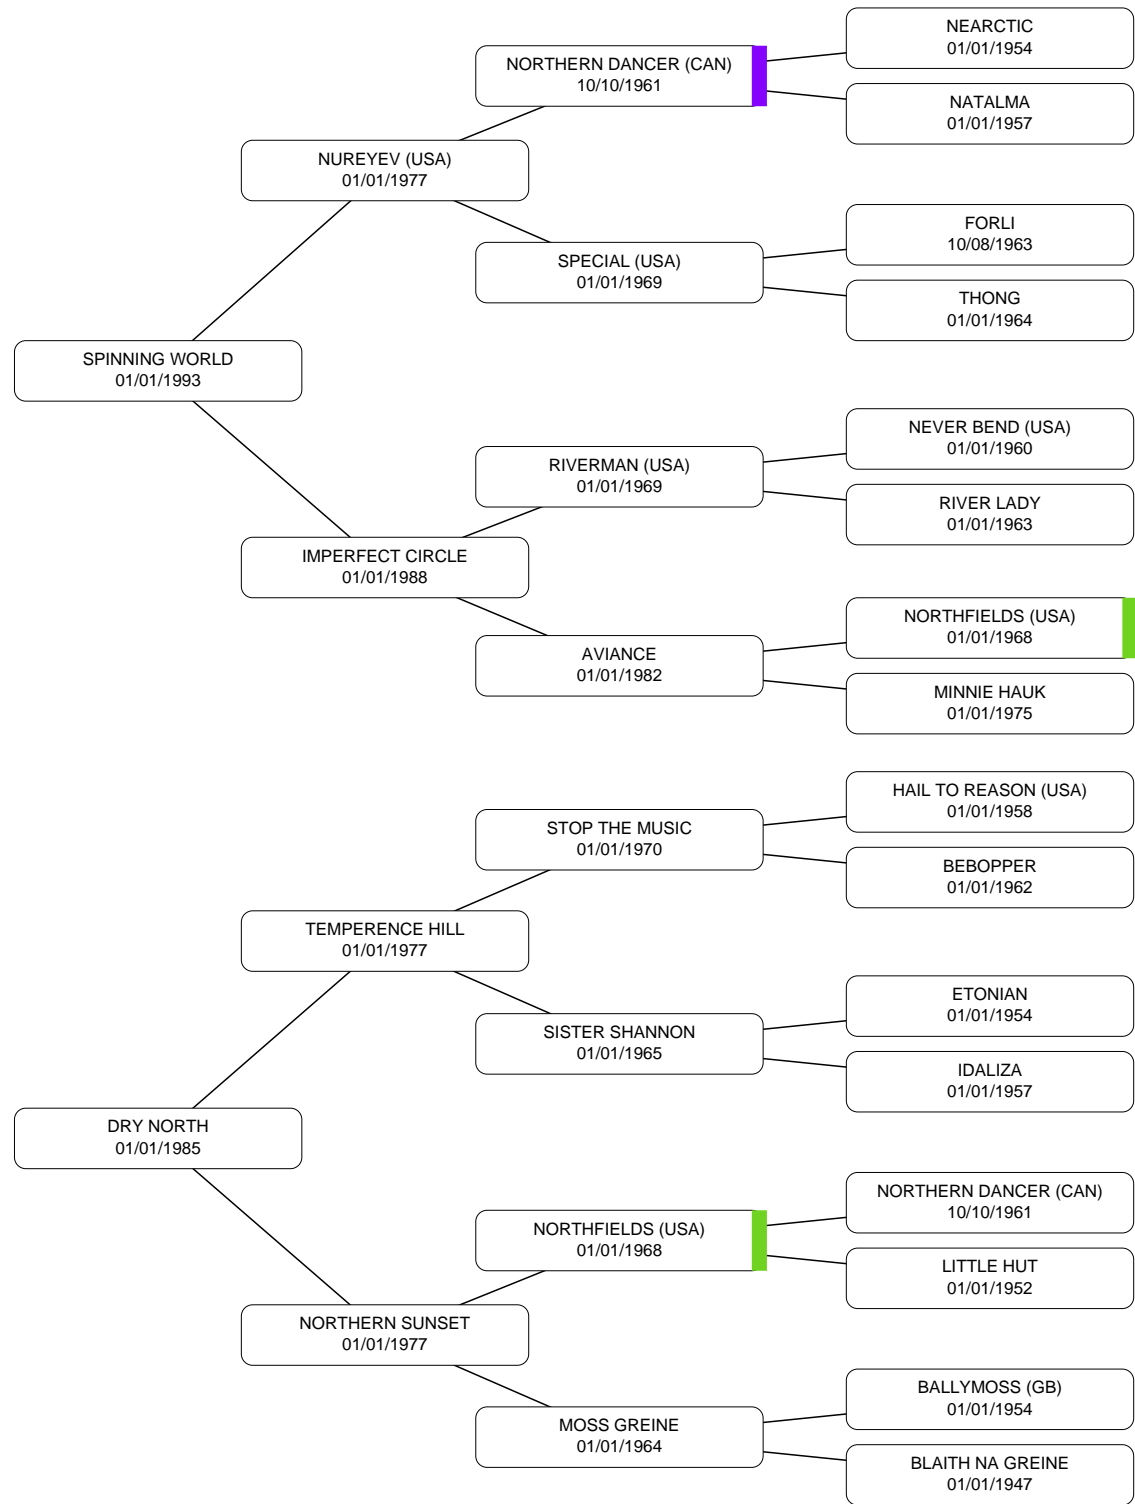 NEARCTIC
01/01/1954
NORTHERN DANCER (CAN)
10/10/1961
NATALMA
01/01/1957
NUREYEV (USA)
01/01/1977
FORLI
10/08/1963
SPECIAL (USA)
01/01/1969
THONG
01/01/1964
SPINNING WORLD
01/01/1993
NEVER BEND (USA)
01/01/1960
RIVERMAN (USA)
01/01/1969
RIVER LADY
01/01/1963
IMPERFECT CIRCLE
01/01/1988
NORTHFIELDS (USA)
01/01/1968
AVIANCE
01/01/1982
MINNIE HAUK
01/01/1975
HAIL TO REASON (USA)
01/01/1958
STOP THE MUSIC
01/01/1970
BEBOPPER
01/01/1962
TEMPERENCE HILL
01/01/1977
ETONIAN
01/01/1954
SISTER SHANNON
01/01/1965
IDALIZA
01/01/1957
DRY NORTH
01/01/1985
NORTHERN DANCER (CAN)
10/10/1961
NORTHFIELDS (USA)
01/01/1968
LITTLE HUT
01/01/1952
NORTHERN SUNSET
01/01/1977
BALLYMOSS (GB)
01/01/1954
MOSS GREINE
01/01/1964
BLAITH NA GREINE
01/01/1947